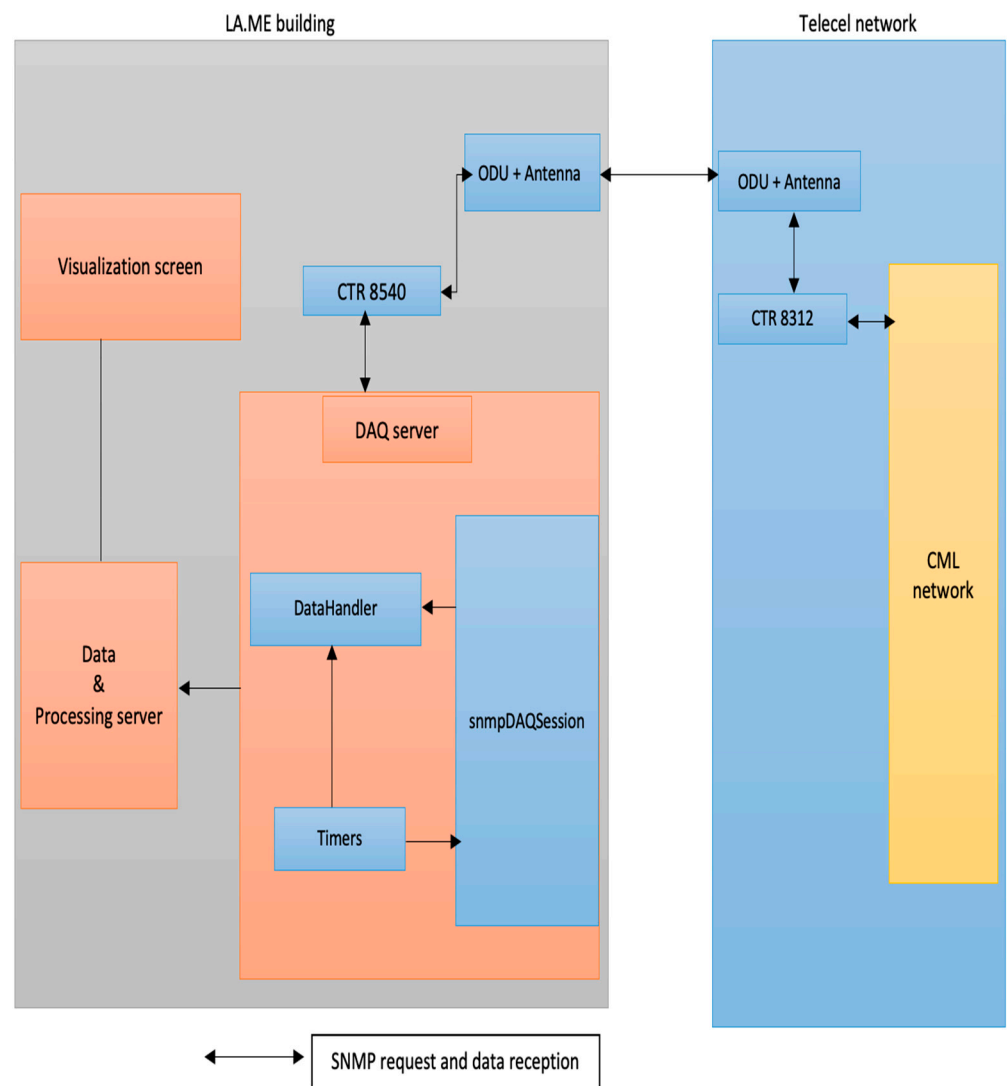 LA.ME building
Telecel network
ODU + Antenna
ODU + Antenna
Visualization screen
CTR 8540
CTR 8312
DAQ server
CML
network
DataHandler
Data
&
Processing server
snmpDAQSession
Timers
SNMP request and data reception